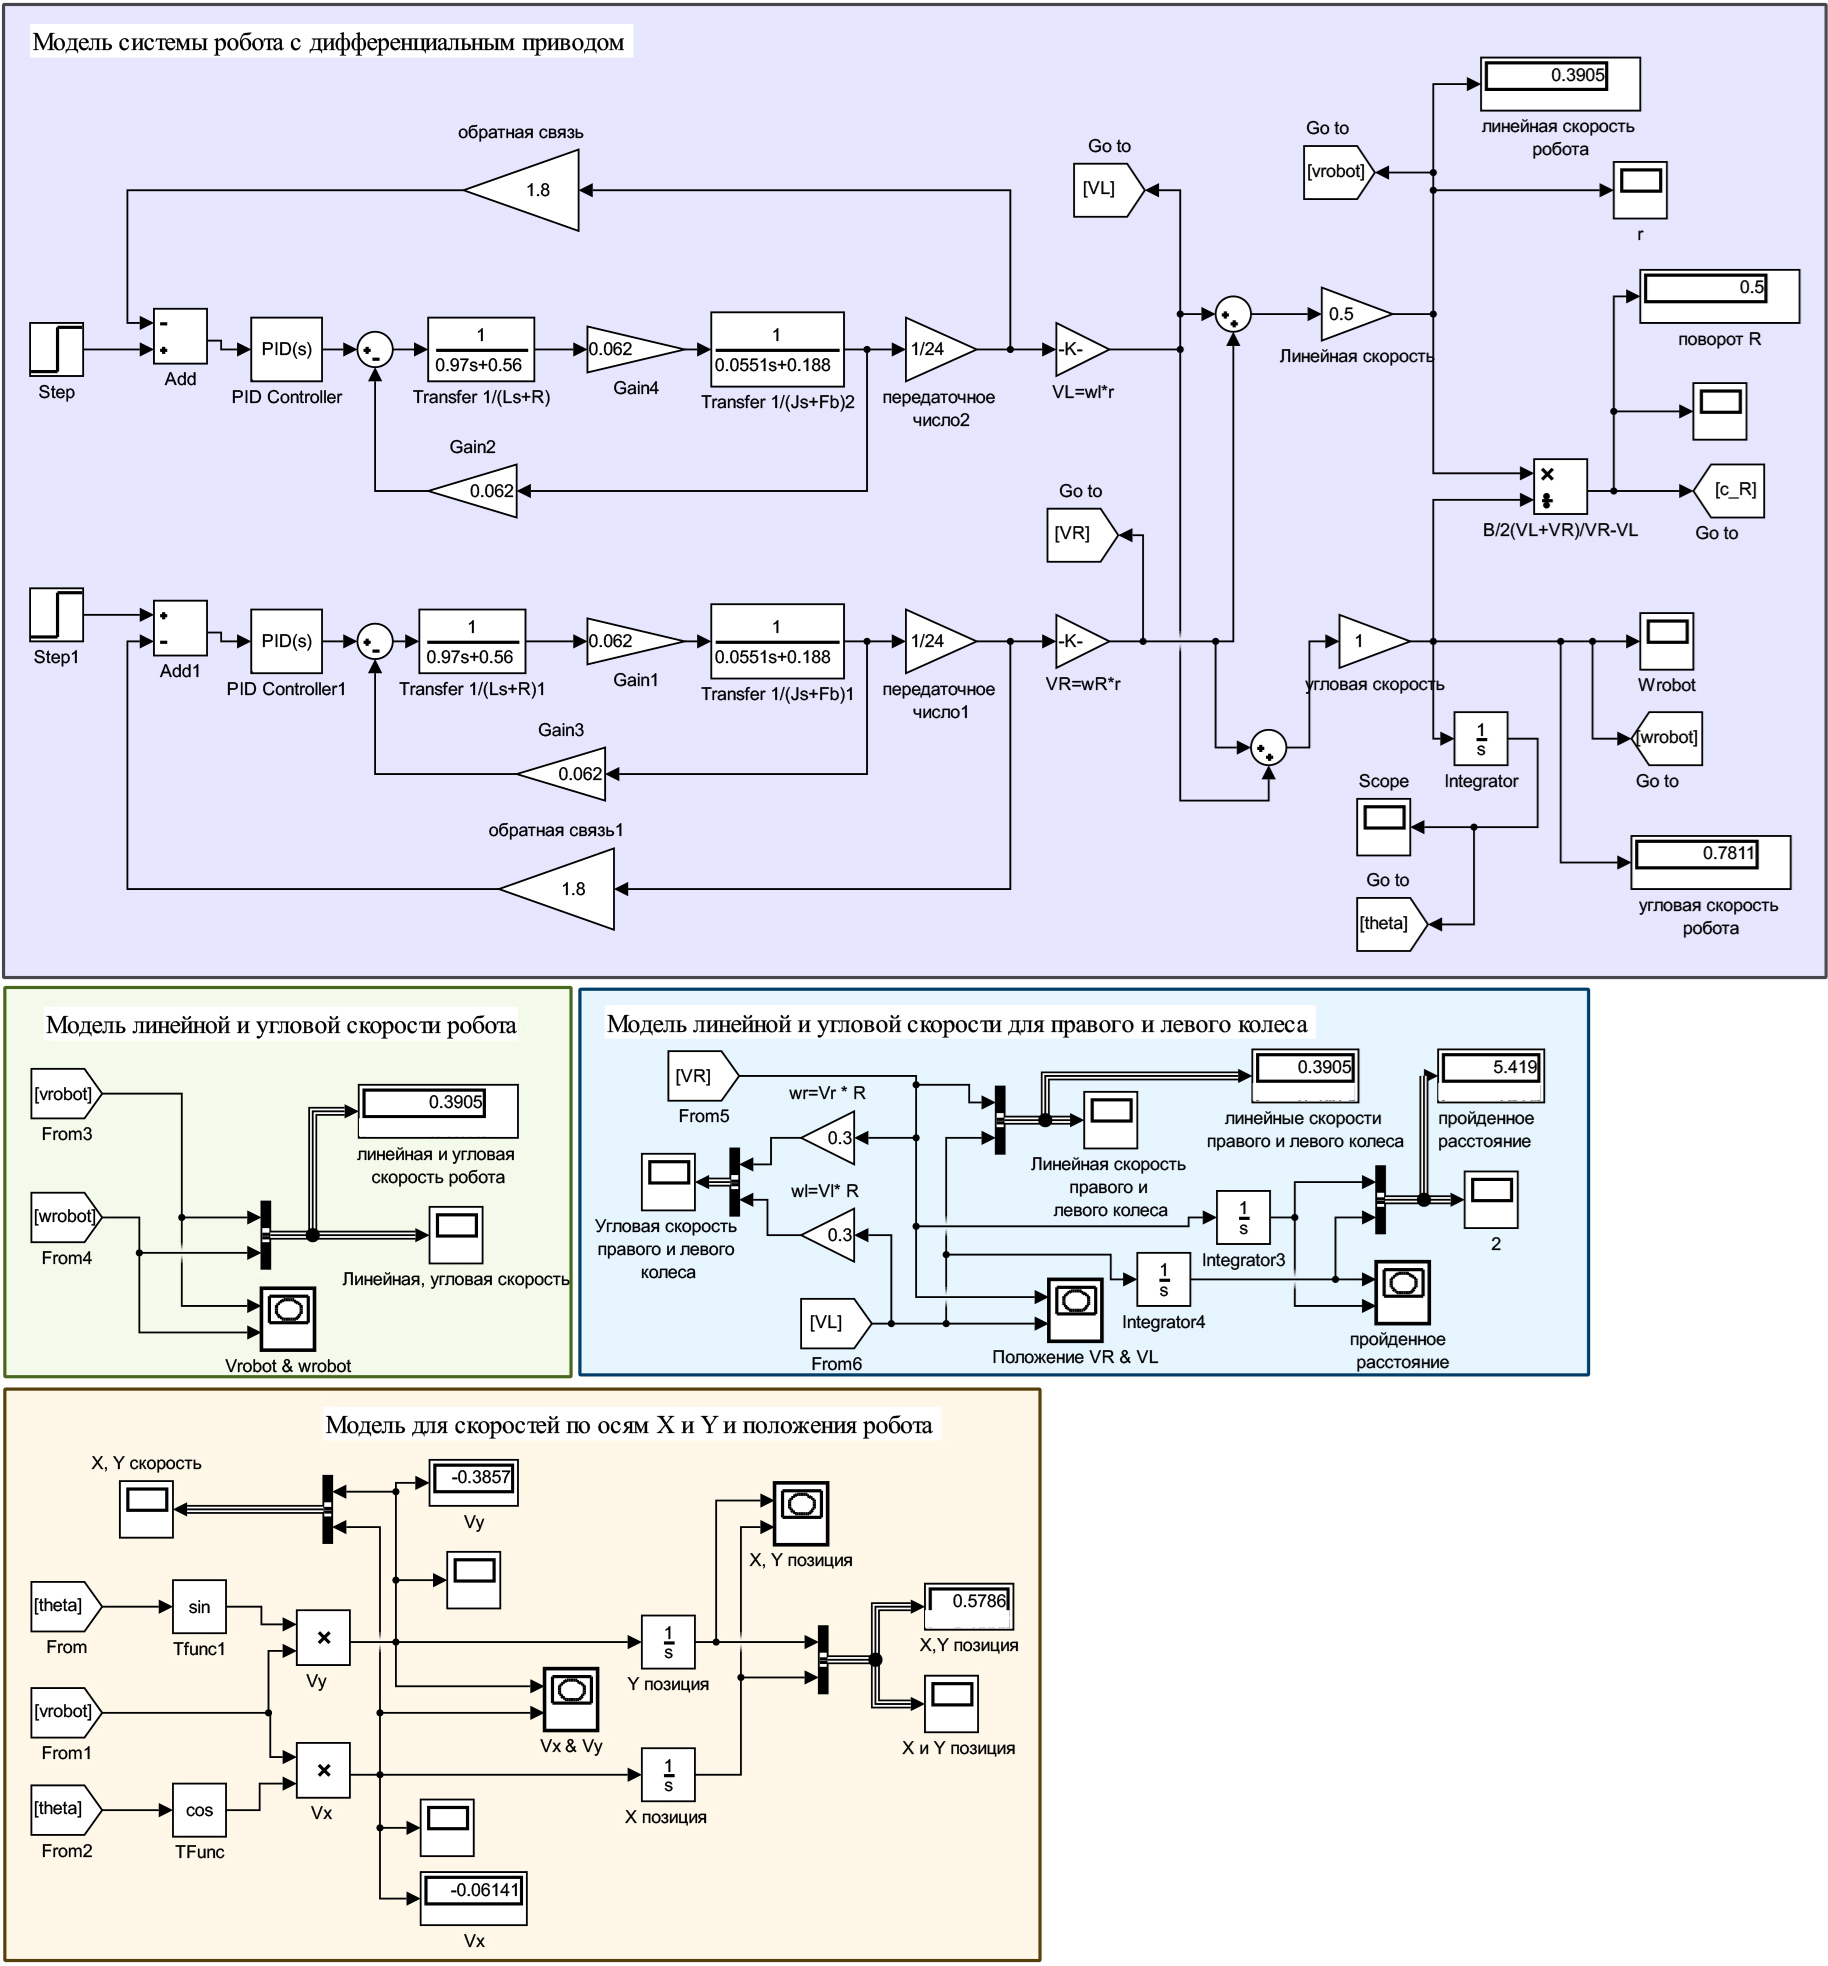 Модель системы робота с дифференциальным приводом
0.3905
линейная скорость
робота
Go to
[vrobot]
r
обратная связь
1.8
Go to
[VL]
0.5
поворот R
Step
Add
PID(s)
PID Controller
1
0.97s+0.56
Transfer 1/(Ls+R)
0.062
Gain4
1
0.0551s+0.188
Transfer 1/(Js+Fb)2
1/24
передаточное
число2
-K-
VL=wl*r
0.5
Линейная скорость
Gain2
0.062
Go to
[VR]
B/2(VL+VR)/VR-VL
[c_R]
Go to
Step1
Add1
PID(s)
PID Controller1
1
0.97s+0.56
Transfer 1/(Ls+R)1
0.062
Gain1
1
0.0551s+0.188
Transfer 1/(Js+Fb)1
1/24
передаточное
число1
-K-
VR=wR*r
1
угловая скорость
Wrobot
Gain3
0.062
1
s
Integrator
[wrobot]
Go to
Scope
обратная связь1
1.8
Go to
[theta]
0.7811
угловая скорость
робота
Модель линейной и угловой скорости робота
[vrobot]
From3
0.3905
линейная и угловая
скорость робота
[wrobot]
From4
Линейная, угловая скорость
Vrobot & wrobot
Модель линейной и угловой скорости для правого и левого колеса
[VR]
From5
wr=Vr * R
0.3
wl=Vl* R
0.3
Угловая скорость
правого и левого
колеса
Линейная скорость
правого и
левого колеса
0.3905
линейные скорости
правого и левого колеса
5.419
пройденное
расстояние
1
s
Integrator3
2
1
s
Integrator4
[VL]
From6
Положение VR & VL
пройденное
расстояние
Модель для скоростей по осям X и Y и положения робота
X, Y скорость
-0.3857
Vy
X, Y позиция
[theta]
From
sin
Tfunc1
Vy
1
s
Y позиция
0.5786
X,Y позиция
[vrobot]
From1
Vx & Vy
X и Y позиция
[theta]
From2
cos
TFunc
Vx
1
s
X позиция
-0.06141
Vx